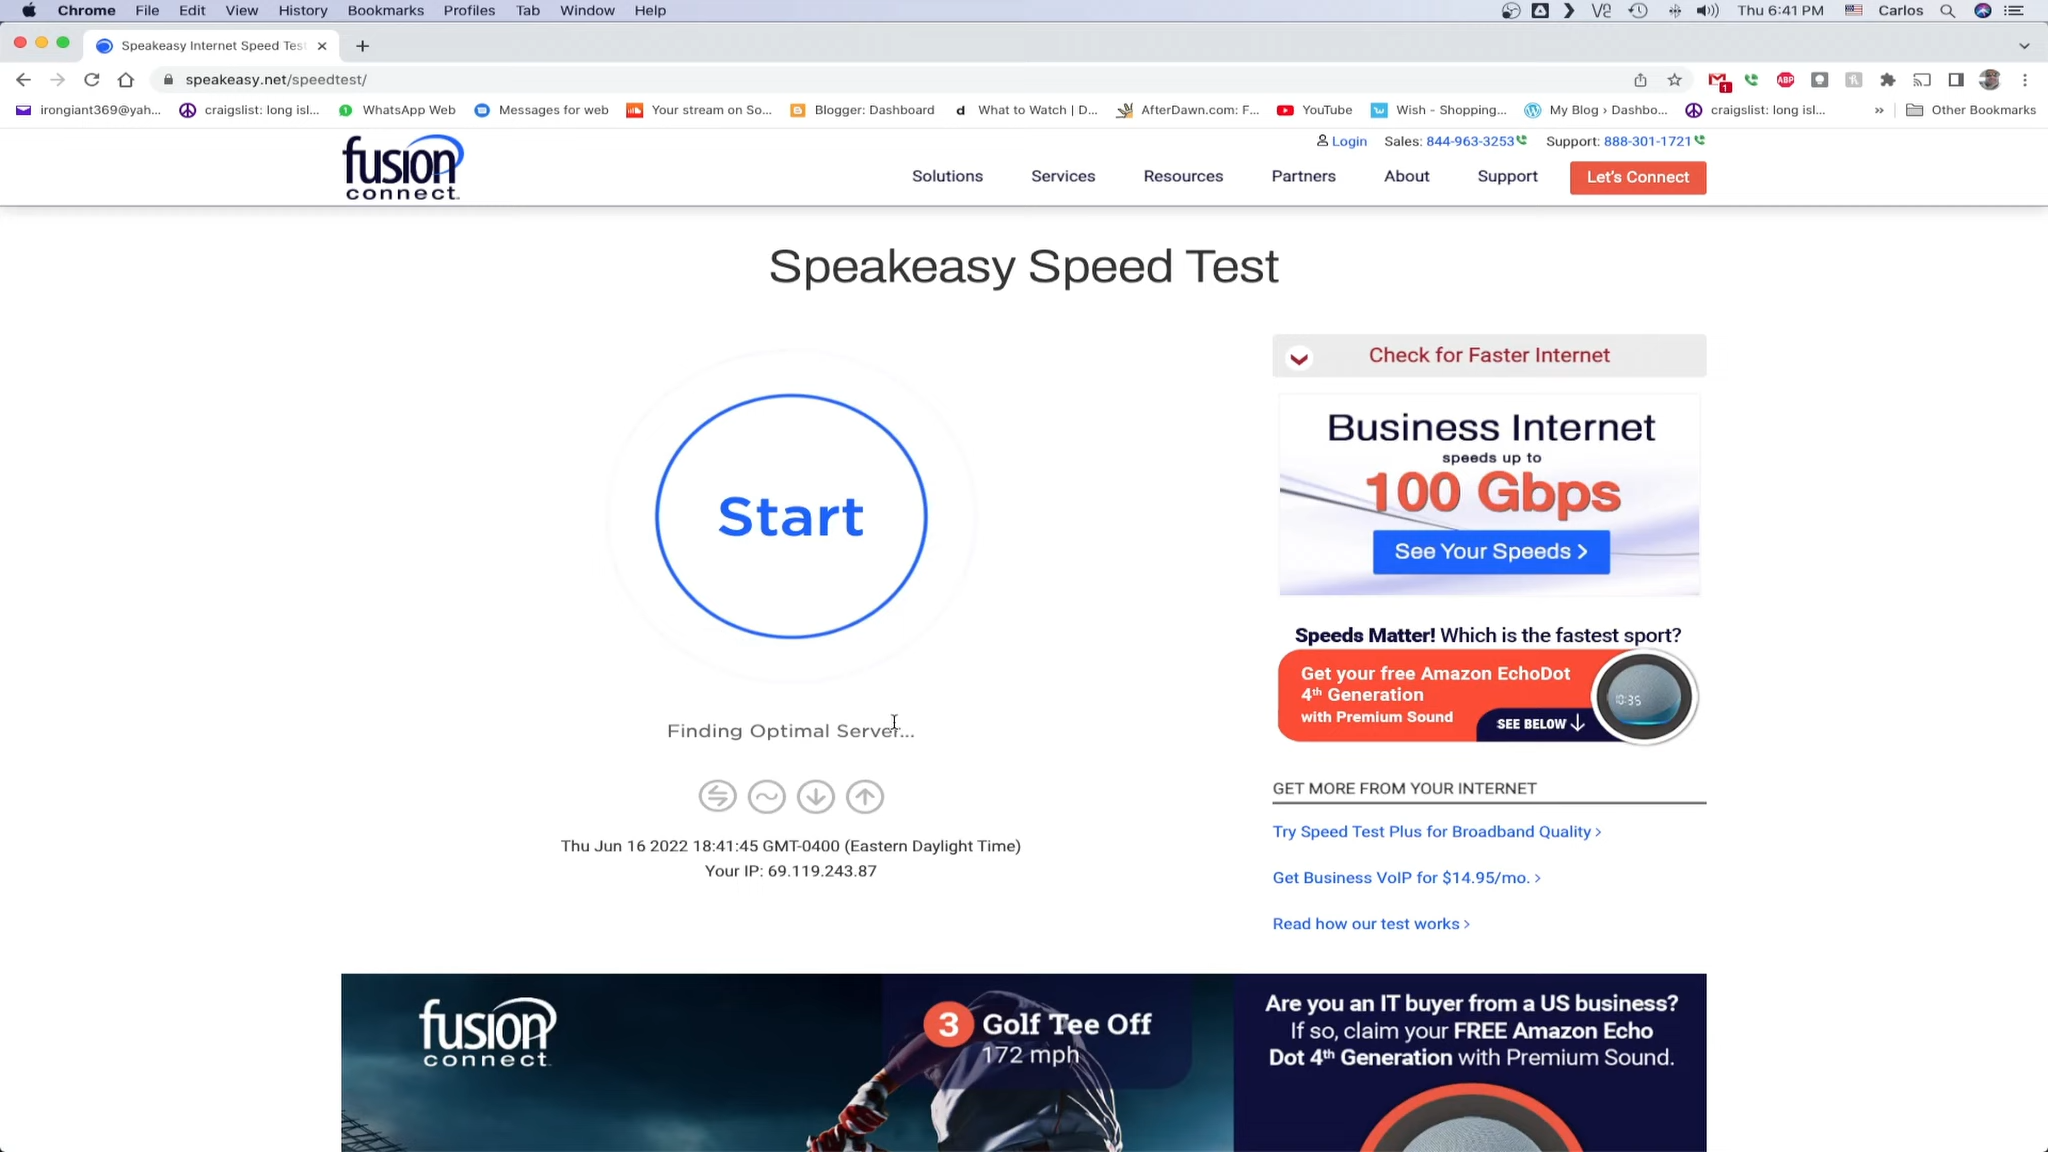 Chrome File Edit View History Bookmarks Profiles Tab Window Help
Thu 6:41 PM Carlos
Speakeasy Internet Speed Tes
speakeasy.net/speedtest/
irongiant369@yah... craigslist: long isl... WhatsApp Web Messages for web Your stream on So... Blogger: Dashboard What to Watch | D... AfterDawn.com: F... YouTube Wish - Shopping... My Blog › Dashbo... craigslist: long isl... » Other Bookmarks
Login Sales: 844-963-3253 Support: 888-301-1721
fusion
connect
Solutions Services Resources Partners About Support Let's Connect
Speakeasy Speed Test
Start
Finding Optimal Server...
Thu Jun 16 2022 18:41:45 GMT-0400 (Eastern Daylight Time)
Your IP: 69.119.243.87
Check for Faster Internet
Business Internet
speeds up to
100 Gbps
See Your Speeds >
Speeds Matter! Which is the fastest sport?
Get your free Amazon EchoDot
4th Generation
with Premium Sound
SEE BELOW ↓
10:35
GET MORE FROM YOUR INTERNET
Try Speed Test Plus for Broadband Quality ›
Get Business VoIP for $14.95/mo. ›
Read how our test works ›
fusion
connect
3 Golf Tee Off
172 mph
Are you an IT buyer from a US business?
If so, claim your FREE Amazon Echo
Dot 4th Generation with Premium Sound.